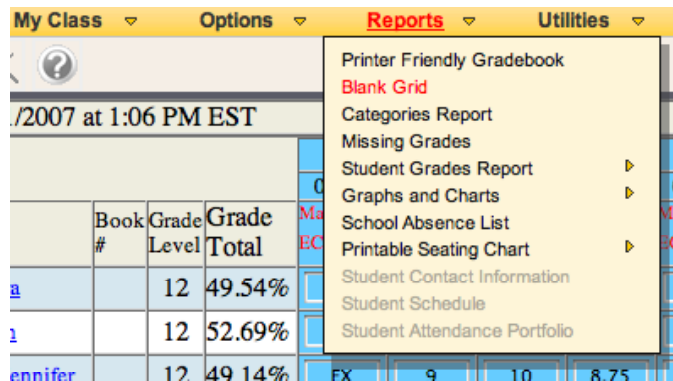 My Class Options Reports Utilities
Printer Friendly Gradebook
Blank Grid
Categories Report
Missing Grades
Student Grades Report
Graphs and Charts
School Absence List
Printable Seating Chart
Student Contact Information
Student Schedule
Student Attendance Portfolio
?
/2007 at 1:06 PM EST
Book # Grade Level Grade Total
12 49.54%
12 52.69%
ennifer 12 49.14% EX 9 10 8.75